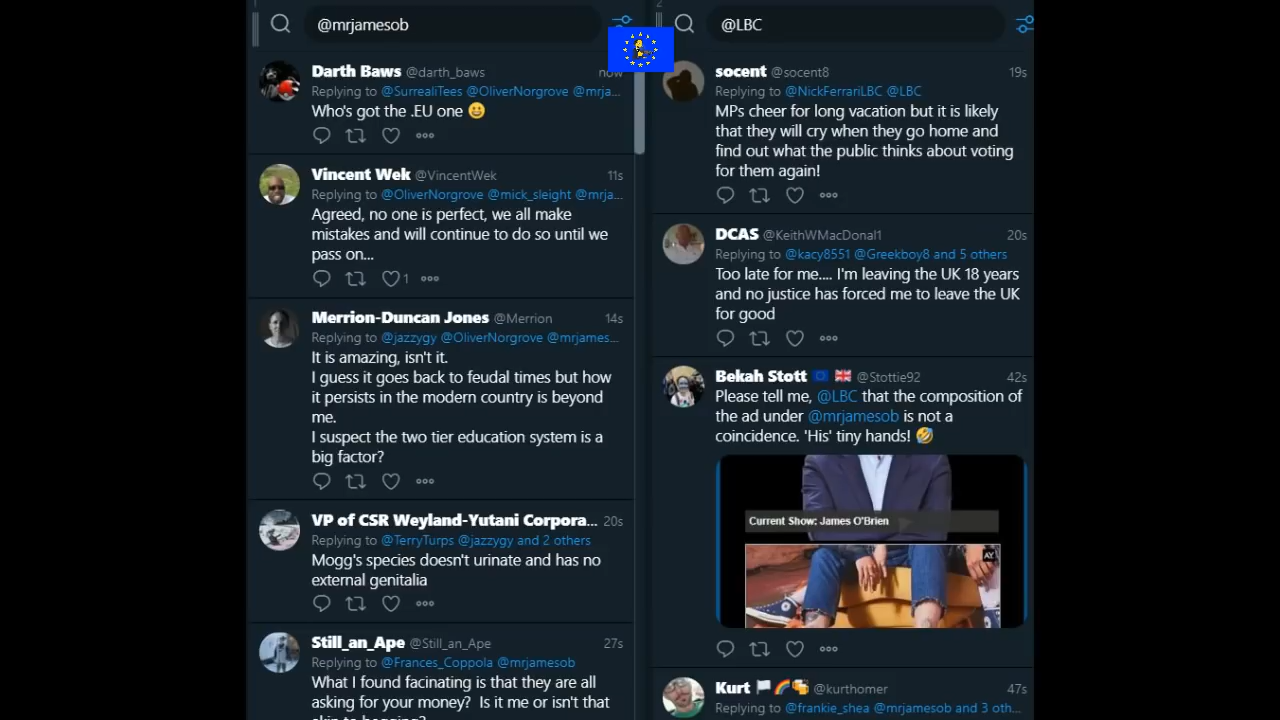 @mrjamesob
Darth Baws @darth_baws now
Replying to @SurrealiTees @OliverNorgrove @mrja...
Who's got the .EU one 😀
Vincent Wek @VincentWek 11s
Replying to @OliverNorgrove @mick_sleight @mrja...
Agreed, no one is perfect, we all make
mistakes and will continue to do so until we
pass on...
1
Merrion-Duncan Jones @Merrion 14s
Replying to @jazzygy @OliverNorgrove @mrjames...
It is amazing, isn't it.
I guess it goes back to feudal times but how
it persists in the modern country is beyond
me.
I suspect the two tier education system is a
big factor?
VP of CSR Weyland-Yutani Corpora... 20s
Replying to @TerryTurps @jazzygy and 2 others
Mogg's species doesn't urinate and has no
external genitalia
Still_an_Ape @Still_an_Ape 27s
Replying to @Frances_Coppola @mrjamesob
What I found facinating is that they are all
asking for your money? Is it me or isn't that
2
@LBC
socent @socent8 19s
Replying to @NickFerrariLBC @LBC
MPs cheer for long vacation but it is likely
that they will cry when they go home and
find out what the public thinks about voting
for them again!
DCAS @KeithWMacDonal1 20s
Replying to @kacy8551 @Greekboy8 and 5 others
Too late for me.... I'm leaving the UK 18 years
and no justice has forced me to leave the UK
for good
Bekah Stott 🇪🇺 🇬🇧 @Stottie92 42s
Please tell me, @LBC that the composition of
the ad under @mrjamesob is not a
coincidence. 'His' tiny hands! 🤣
Current Show: James O'Brien
AY
Kurt 🏳️🌈🍻 @kurthomer 47s
Replying to @frankie_shea @mrjamesob and 3 oth...